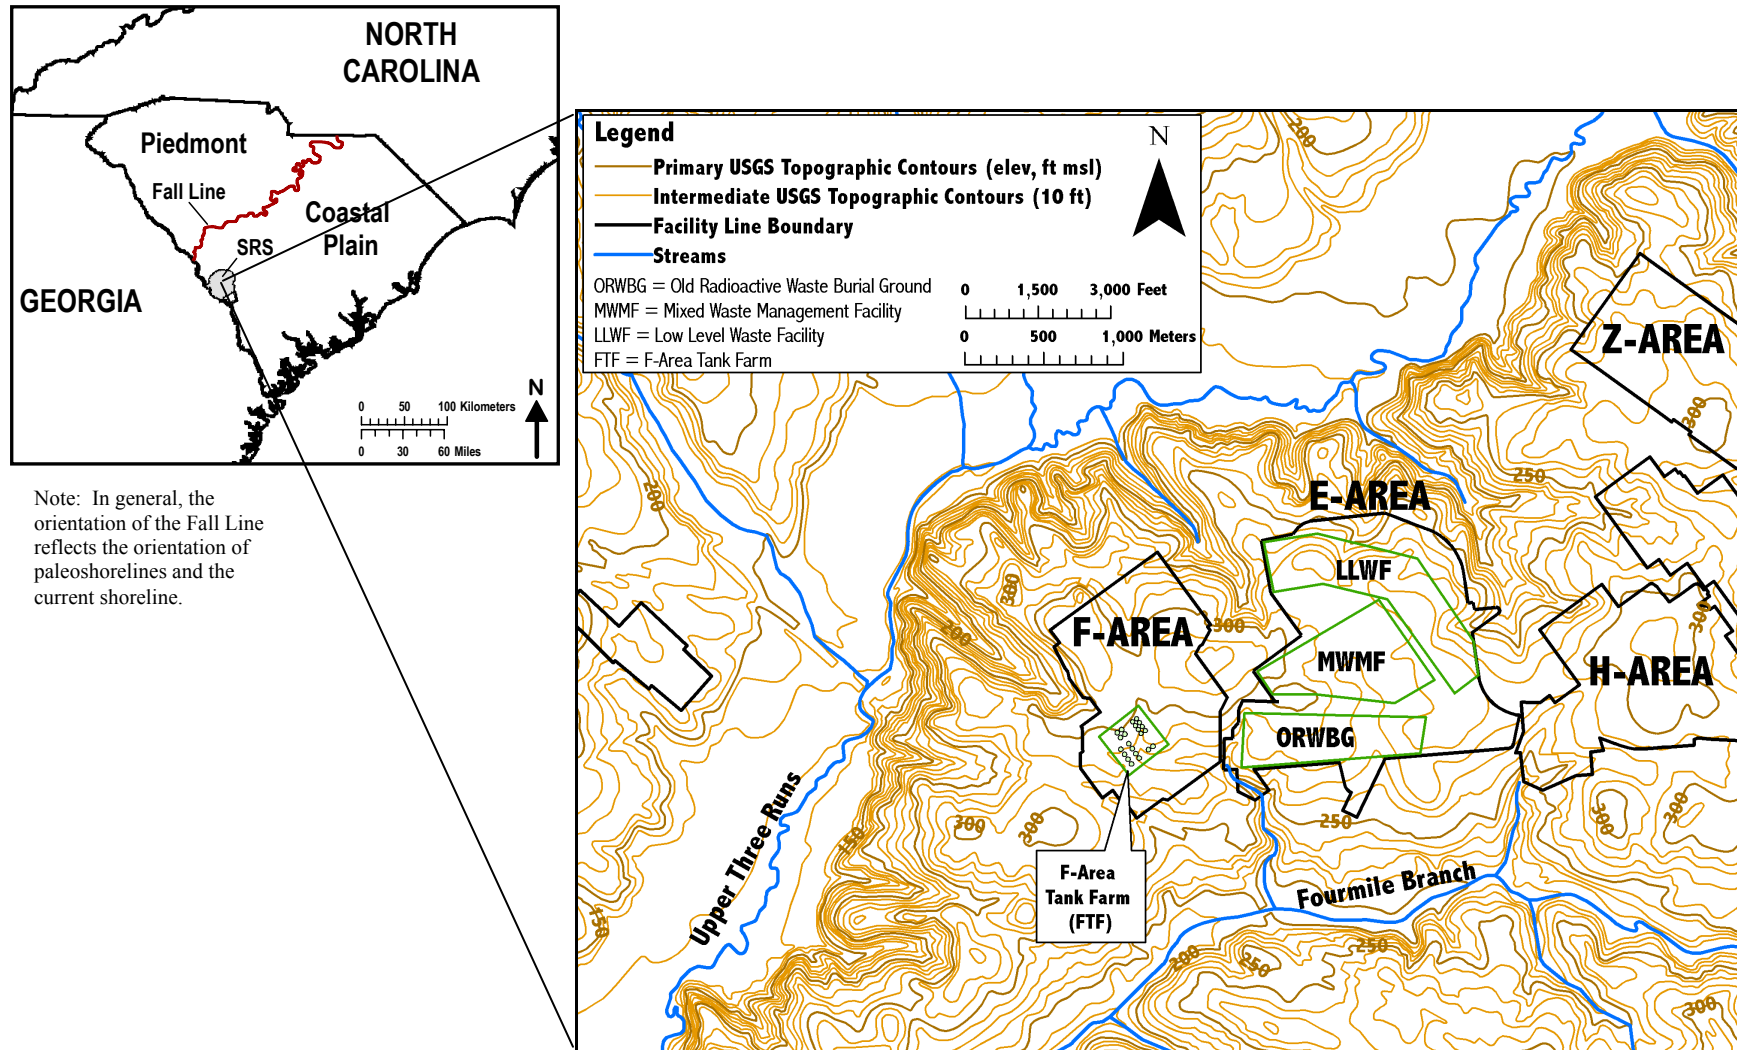 NORTH
CAROLINA
Piedmont
Fall Line
Coastal
Plain
SRS
GEORGIA
N
0 50 100 Kilometers
0 30 60 Miles
Note: In general, the
orientation of the Fall Line
reflects the orientation of
paleoshorelines and the
current shoreline.
Legend
Primary USGS Topographic Contours (elev, ft msl)
Intermediate USGS Topographic Contours (10 ft)
Facility Line Boundary
Streams
ORWBG = Old Radioactive Waste Burial Ground
MWMF = Mixed Waste Management Facility
LLWF = Low Level Waste Facility
FTF = F-Area Tank Farm
N
0 1,500 3,000 Feet
0 500 1,000 Meters
200
Z-AREA
300
250
200
E-AREA
LLWF
300
300
300
200
F-AREA
MWMF
H-AREA
ORWBG
Upper Three Runs
150
300
300
250
300
300
F-Area
Tank Farm
(FTF)
Fourmile Branch
150
200
250
250
300